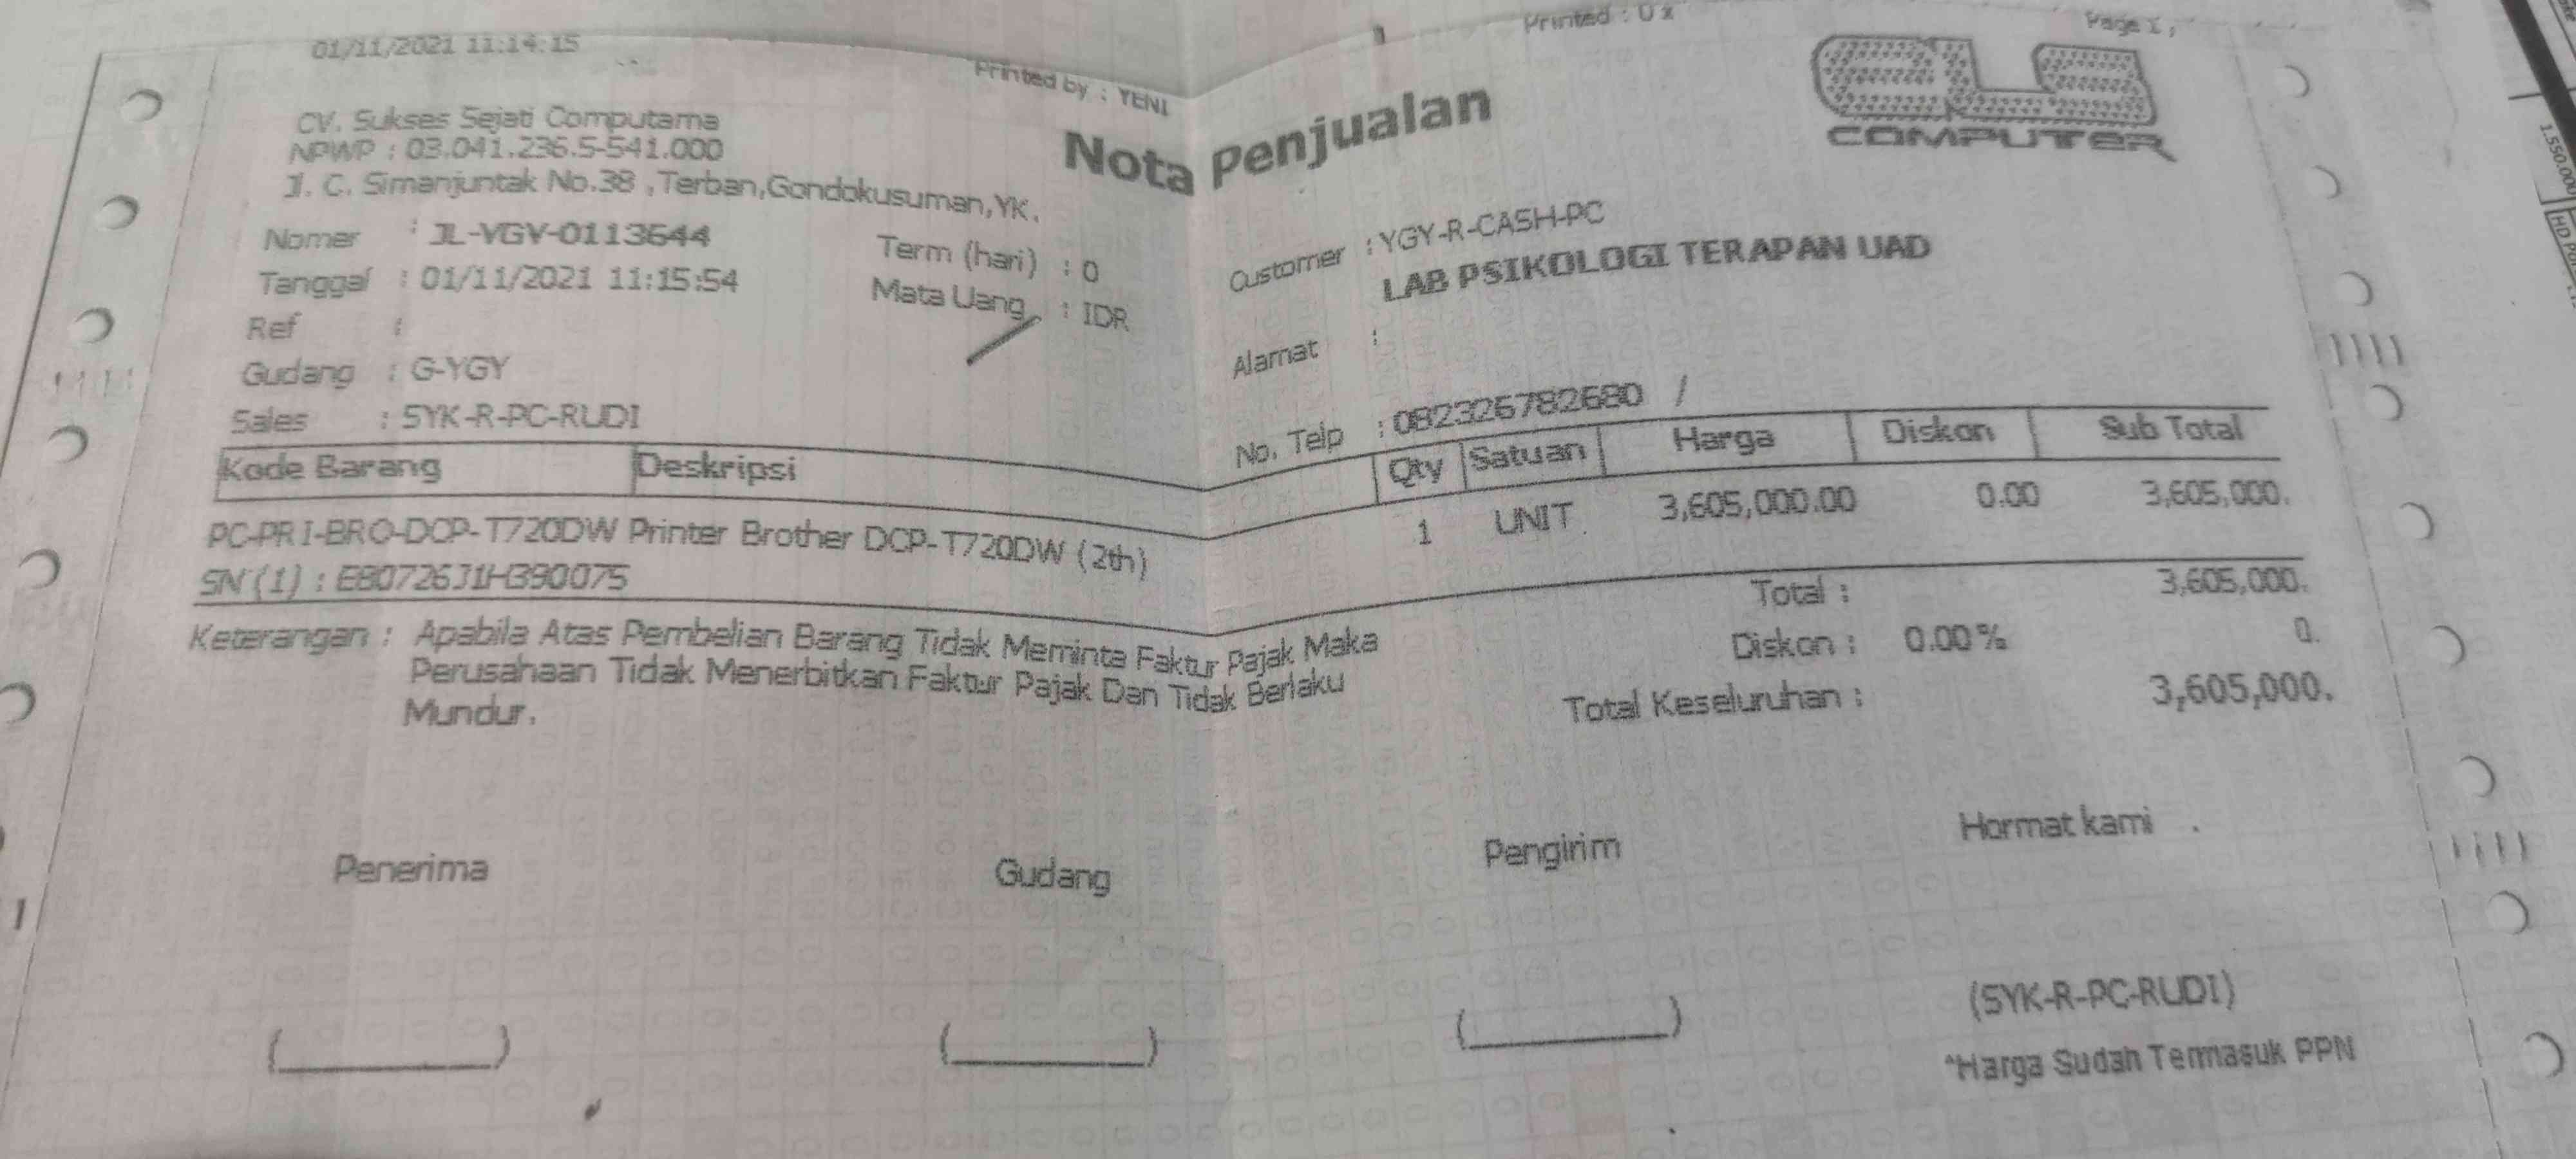 01/11/2021 11:14:15
Printed by : YENI
Printed : 0 x
Page 1 /
CV. Sukses Sejati Computama
NPWP : 03.041.236.5-541.000
Jl. C. Simanjuntak No.38 ,Terban,Gondokusuman,YK.
Nota Penjualan
COMPUTER
Nomer : JL-YGY-0113644
Tanggal : 01/11/2021 11:15:54
Ref :
Gudang : G-YGY
Sales : SYK-R-PC-RUDI
Term (hari) : 0
Mata Uang : IDR
Customer : YGY-R-CASH-PC
LAB PSIKOLOGI TERAPAN UAD
Alamat :
No. Telp : 082326782680 /
Kode Barang Deskripsi Qty Satuan Harga Diskon Sub Total
PC-PRI-BRO-DCP-T720DW Printer Brother DCP-T720DW (2th) 1 UNIT 3,605,000.00 0.00 3,605,000.
SN (1) : E80726J1H390075
Keterangan : Apabila Atas Pembelian Barang Tidak Meminta Faktur Pajak Maka
Perusahaan Tidak Menerbitkan Faktur Pajak Dan Tidak Berlaku
Mundur.
Total : 3,605,000.
Diskon : 0.00 % 0.
Total Keseluruhan : 3,605,000.
Penerima Gudang Pengirim Hormat kami
(SYK-R-PC-RUDI)
*Harga Sudah Termasuk PPN
1.550.00